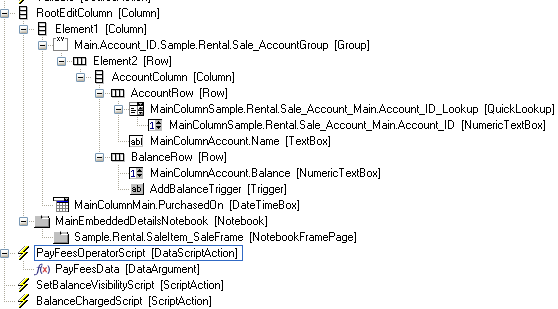 RootEditColumn [Column]
Element1 [Column]
Main.Account_ID.Sample.Rental.Sale_AccountGroup [Group]
Element2 [Row]
AccountColumn [Column]
AccountRow [Row]
MainColumnSample.Rental.Sale_Account_Main.Account_ID_Lookup [QuickLookup]
MainColumnSample.Rental.Sale_Account_Main.Account_ID [NumericTextBox]
MainColumnAccount.Name [TextBox]
BalanceRow [Row]
MainColumnAccount.Balance [NumericTextBox]
AddBalanceTrigger [Trigger]
MainColumnMain.PurchasedOn [DateTimeBox]
MainEmbeddedDetailsNotebook [Notebook]
Sample.Rental.SaleItem_SaleFrame [NotebookFramePage]
PayFeesOperatorScript [DataScriptAction]
PayFeesData [DataArgument]
SetBalanceVisibilityScript [ScriptAction]
BalanceChargedScript [ScriptAction]